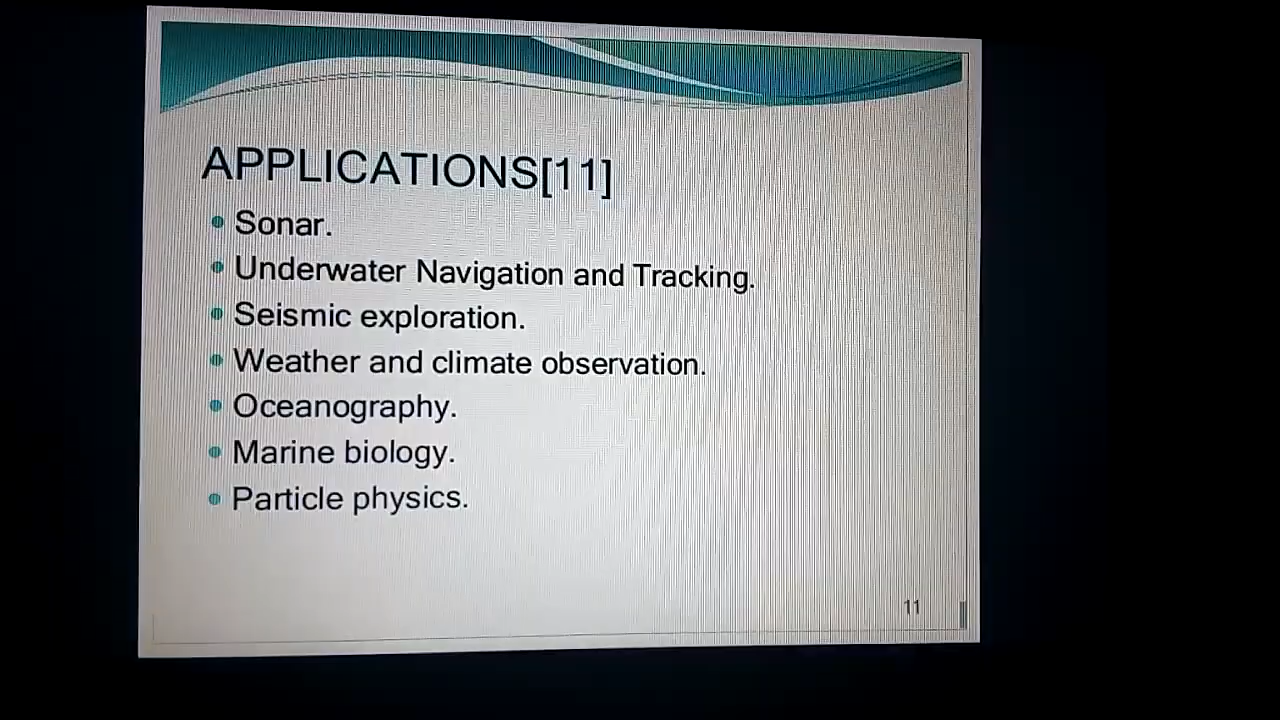 APPLICATIONS[11]
Sonar.
Underwater Navigation and Tracking.
Seismic exploration.
Weather and climate observation.
Oceanography.
Marine biology.
Particle physics.
11